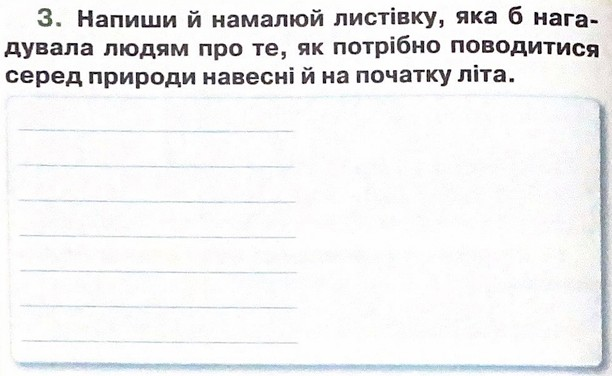 3. Напиши й намалюй листівку, яка б нага-
дувала людям про те, як потрібно поводитися
серед природи навесні й на початку літа.